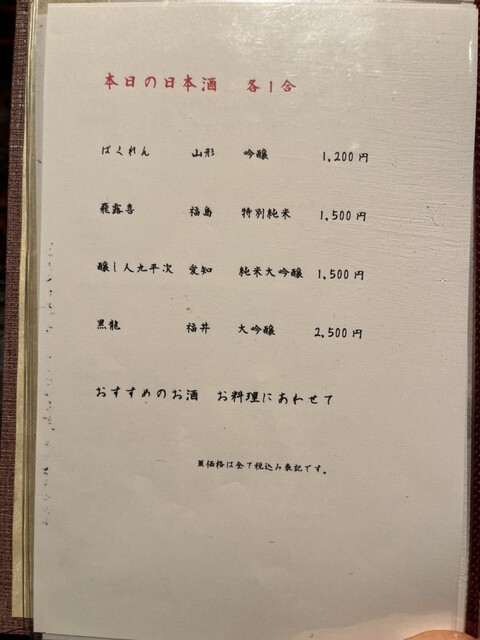 本日の日本酒　各1合
ばくれん　山形　吟醸　1,200円
飛露喜　福島　特別純米　1,500円
醸し人九平次　愛知　純米大吟醸　1,500円
黒龍　福井　大吟醸　2,500円
おすすめのお酒　お料理にあわせて
※価格は全て税込み表記です。